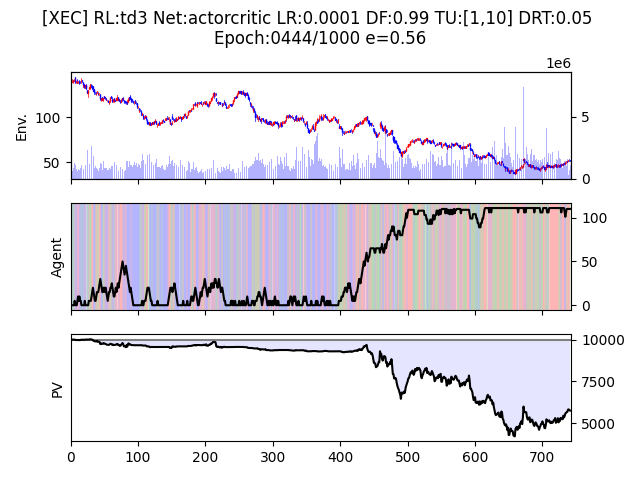 [XEC] RL:td3 Net:actorcritic LR:0.0001 DF:0.99 TU:[1,10] DRT:0.05
Epoch:0444/1000 e=0.56
1e6
Env.
100
50
5
0
Agent
100
50
0
PV
10000
7500
5000
0 100 200 300 400 500 600 700